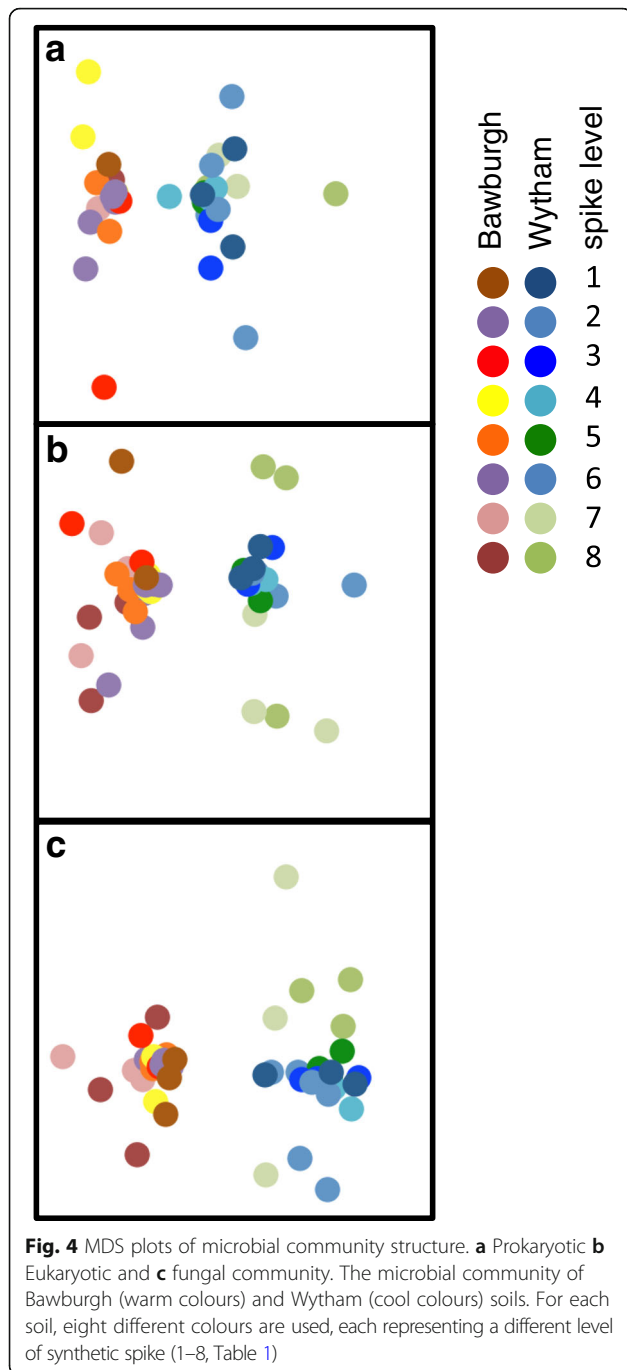 a
b
c
Bawburgh
Wytham
spike level
1
2
3
4
5
6
7
8
Fig. 4 MDS plots of microbial community structure. a Prokaryotic b
Eukaryotic and c fungal community. The microbial community of
Bawburgh (warm colours) and Wytham (cool colours) soils. For each
soil, eight different colours are used, each representing a different level
of synthetic spike (1–8, Table 1)